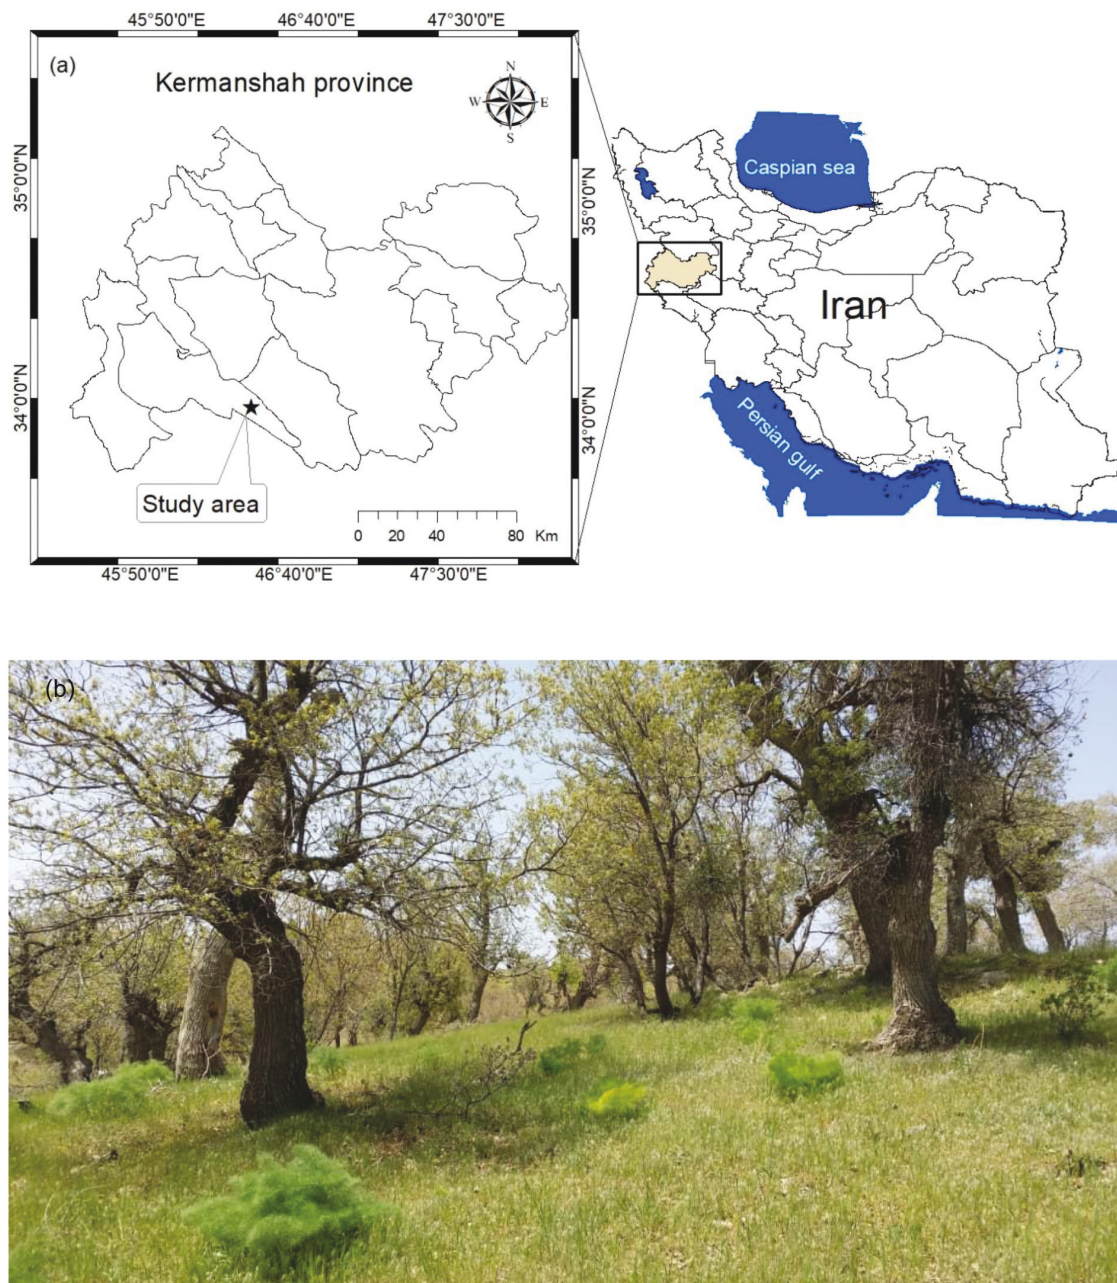 45°50'0"E 46°40'0"E 47°30'0"E
(a)
Kermanshah province
N
W E
S
35°0'0"N
34°0'0"N
Study area
0 20 40 80 Km
45°50'0"E 46°40'0"E 47°30'0"E
35°0'0"N
34°0'0"N
Caspian sea
Iran
Persian gulf
(b)